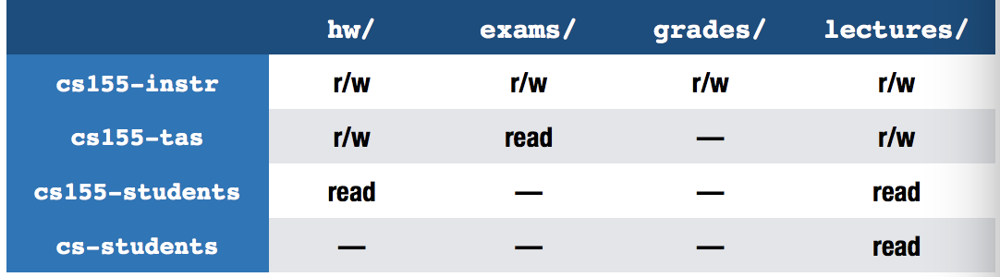 hw/ exams/ grades/ lectures/
cs155-instr r/w r/w r/w r/w
cs155-tas r/w read — r/w
cs155-students read — — read
cs-students — — — read